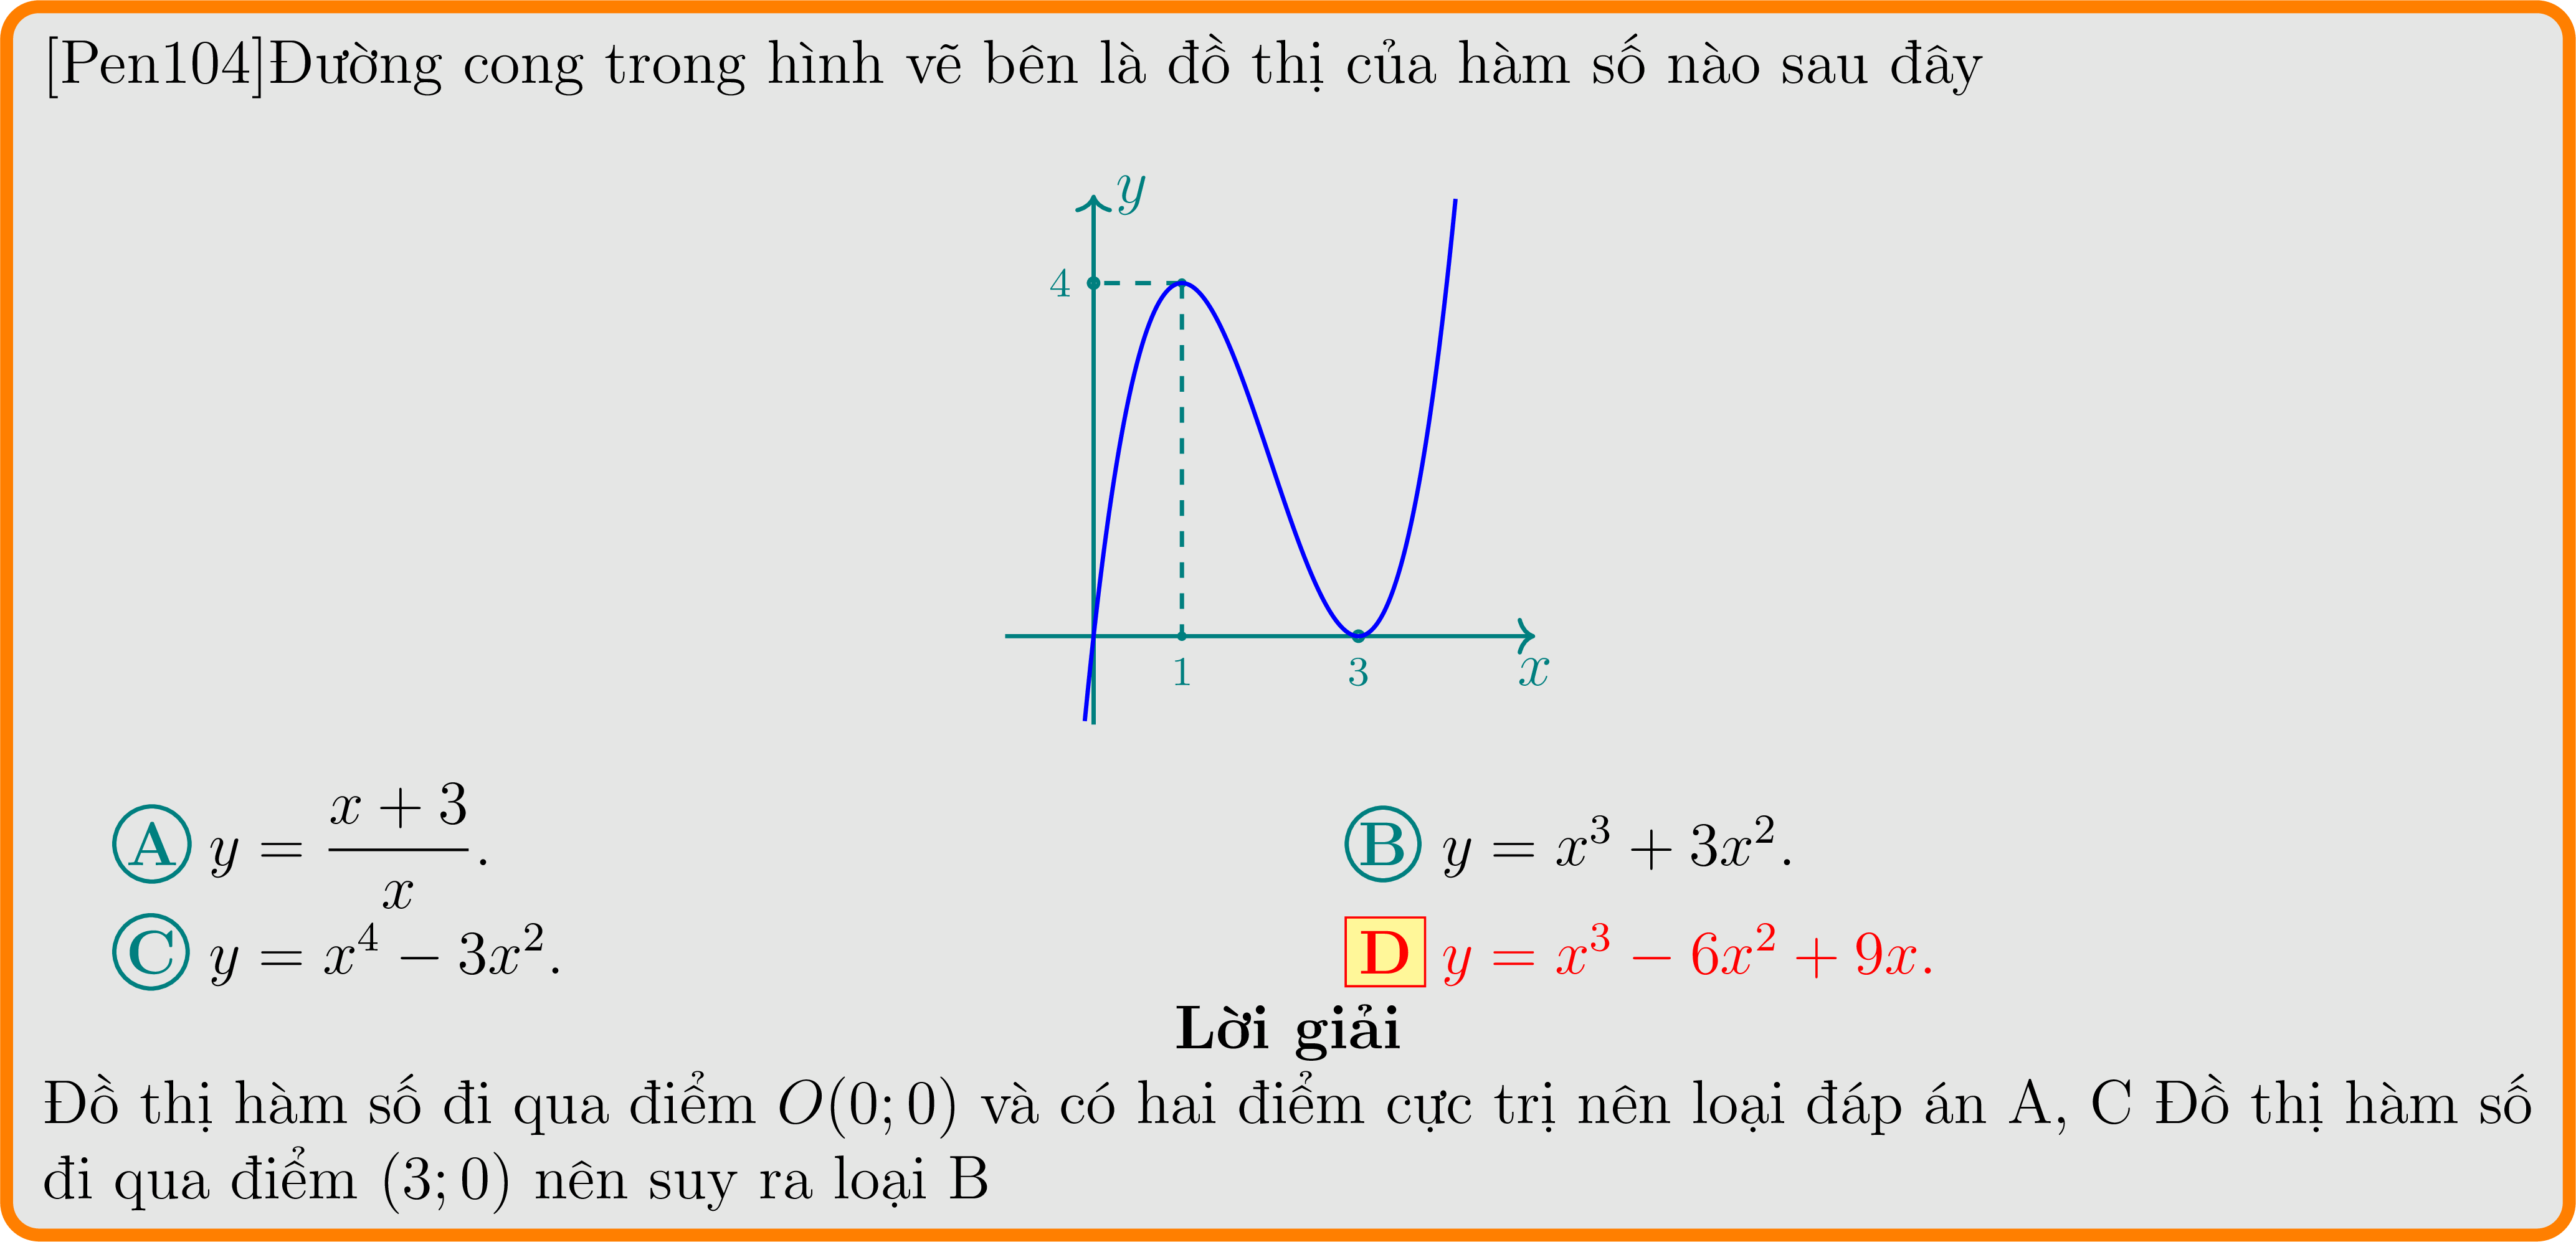 [Pen104]Đường cong trong hình vẽ bên là đồ thị của hàm số nào sau đây
y
4
1
3
x
A y = \frac{x + 3}{x}.
B y = x^3 + 3x^2.
C y = x^4 − 3x^2.
D y = x^3 − 6x^2 + 9x.
Lời giải
Đồ thị hàm số đi qua điểm O(0; 0) và có hai điểm cực trị nên loại đáp án A, C Đồ thị hàm số
đi qua điểm (3; 0) nên suy ra loại B